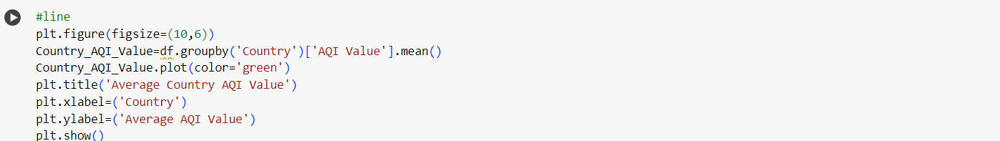 #line
plt.figure(figsize=(10,6))
Country_AQI_Value=df.groupby('Country')['AQI Value'].mean()
Country_AQI_Value.plot(color='green')
plt.title('Average Country AQI Value')
plt.xlabel=('Country')
plt.ylabel=('Average AQI Value')
plt.show()